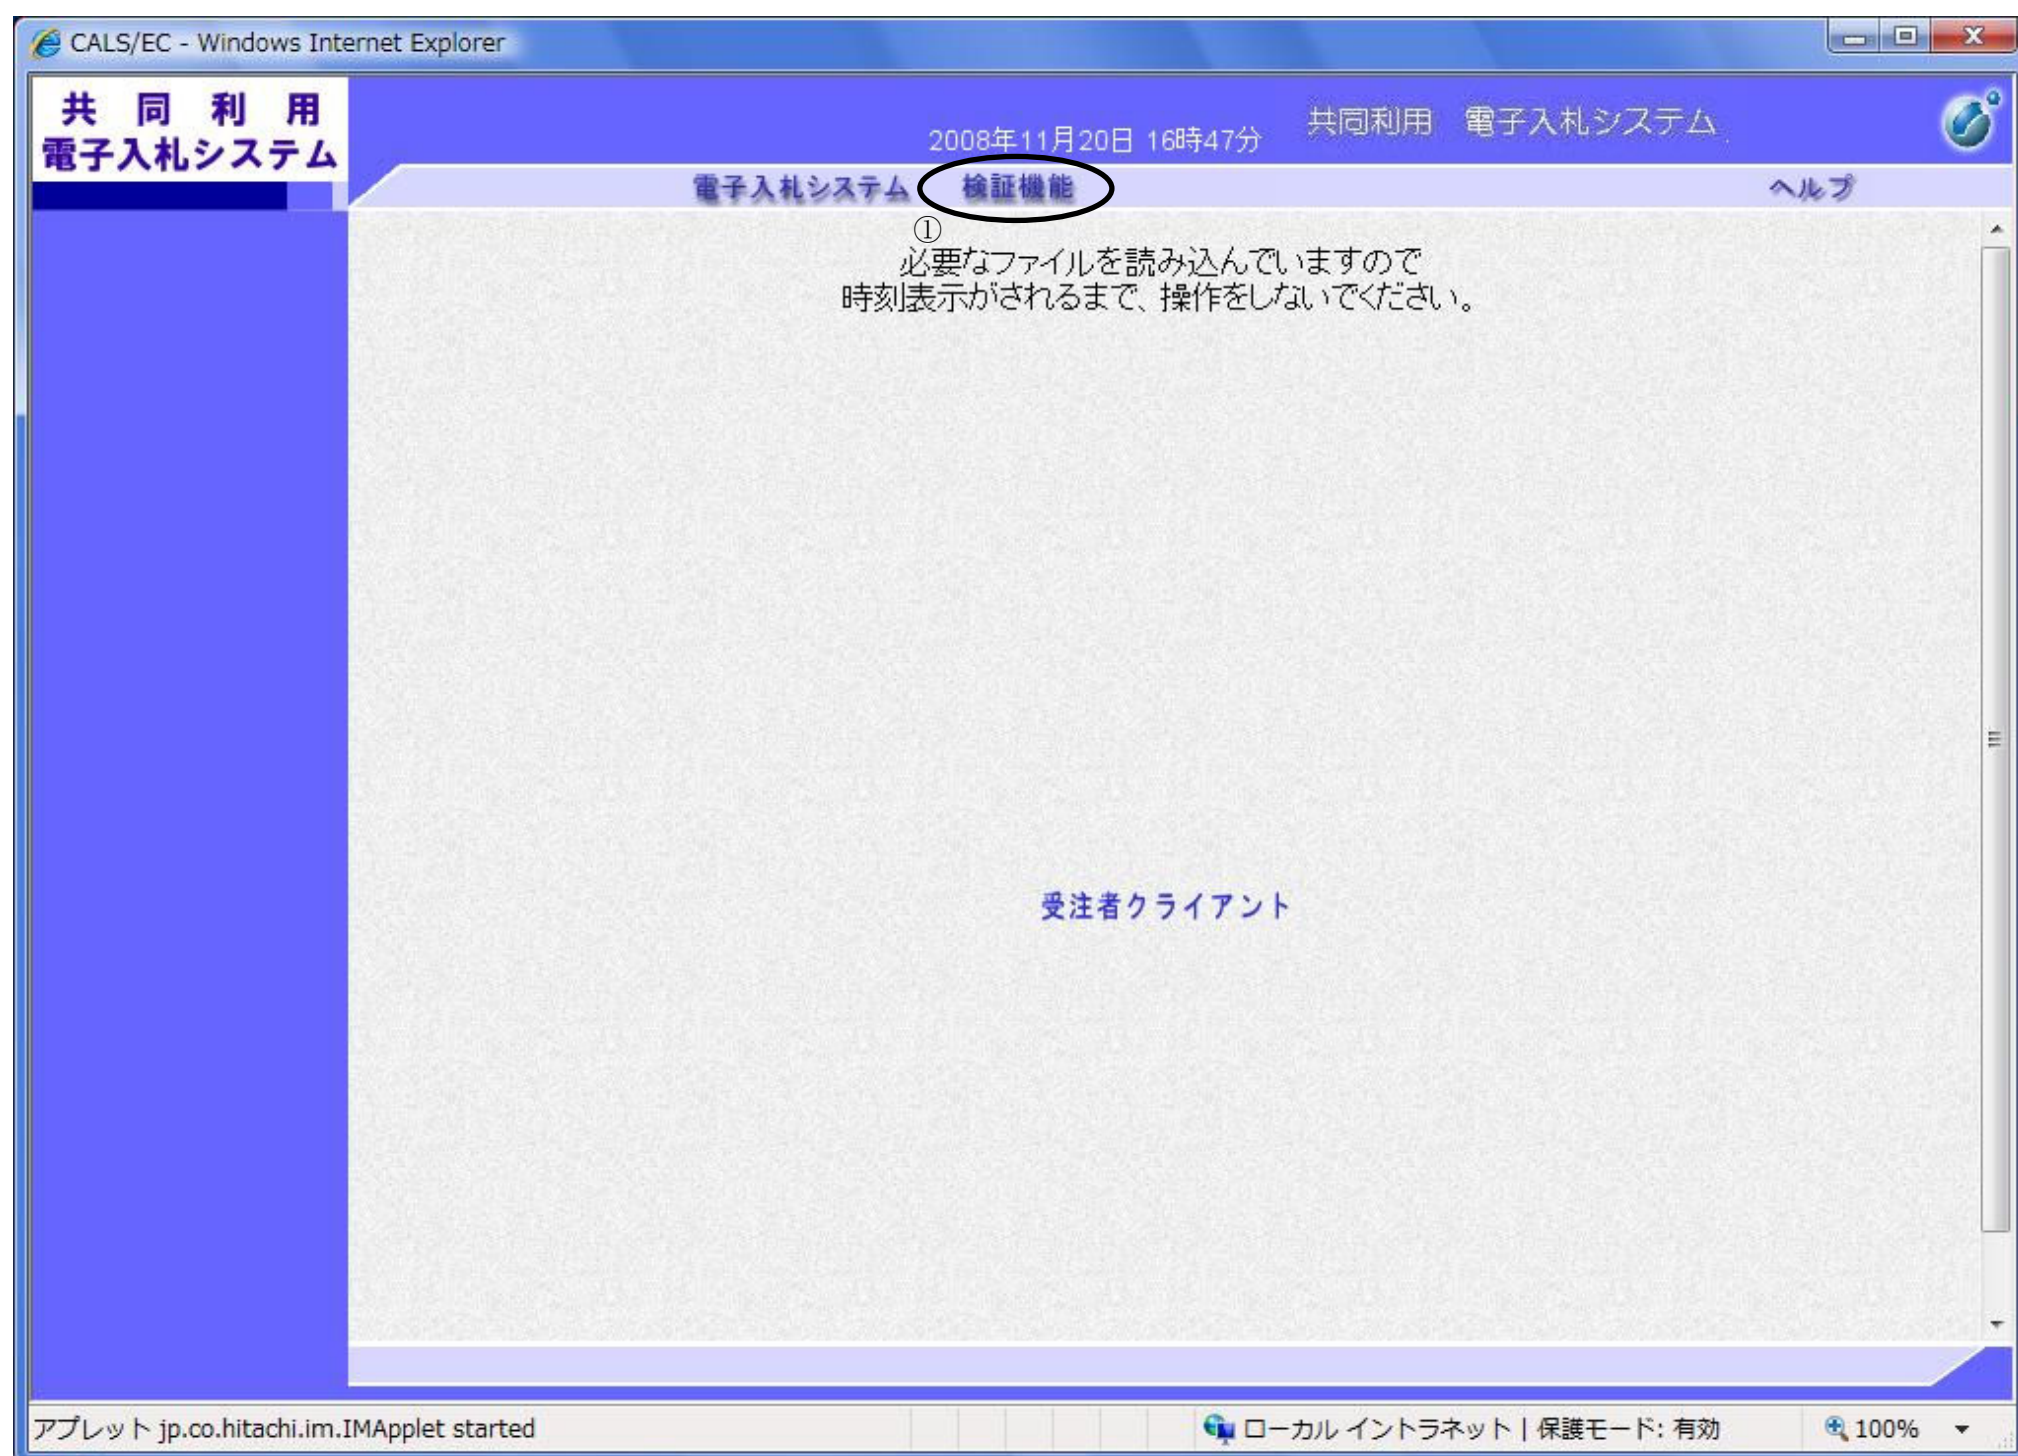 CALS/EC - Windows Internet Explorer
共 同 利 用
電子入札システム
2008年11月20日 16時47分
共同利用 電子入札システム
電子入札システム 検証機能 ヘルプ
①
必要なファイルを読み込んでいますので
時刻表示がされるまで、操作をしないでください。
受注者クライアント
アプレット jp.co.hitachi.im.IMApplet started
ローカル イントラネット | 保護モード: 有効
100%